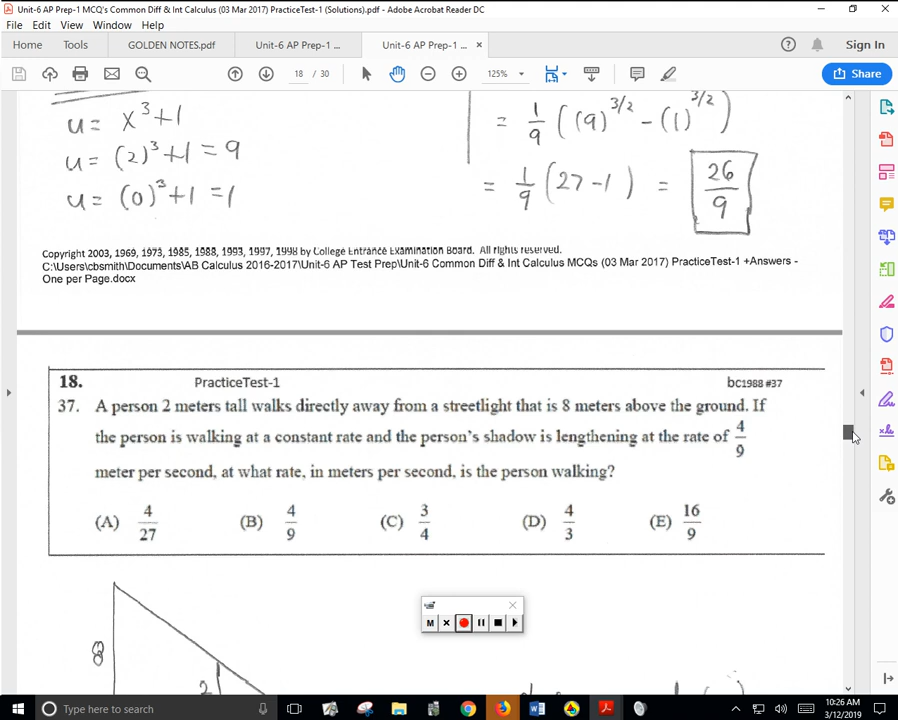 Unit-6 AP Prep-1 MCQ's Common Diff & Int Calculus (03 Mar 2017) PracticeTest-1 (Solutions).pdf - Adobe Acrobat Reader DC
File Edit View Window Help
Home Tools GOLDEN NOTES.pdf Unit-6 AP Prep-1 ... Unit-6 AP Prep-1 ... × Sign In
18 / 30 125% Share
u = x^3+1
u = (2)^3+1 = 9
u = (0)^3+1 = 1
= 1/9 ((9)^3/2 - (1)^3/2)
= 1/9 (27-1) = 26/9
Copyright 2003, 1969, 1973, 1985, 1988, 1993, 1997, 1998 by College Entrance Examination Board. All rights reserved.
C:\Users\cbsmith\Documents\AB Calculus 2016-2017\Unit-6 AP Test Prep\Unit-6 Common Diff & Int Calculus MCQs (03 Mar 2017) PracticeTest-1 +Answers -
One per Page.docx
18. PracticeTest-1 bC1988 #37
37. A person 2 meters tall walks directly away from a streetlight that is 8 meters above the ground. If
the person is walking at a constant rate and the person's shadow is lengthening at the rate of 4/9
meter per second, at what rate, in meters per second, is the person walking?
(A) 4/27 (B) 4/9 (C) 3/4 (D) 4/3 (E) 16/9
8
2
M
Type here to search
10:26 AM
3/12/2019